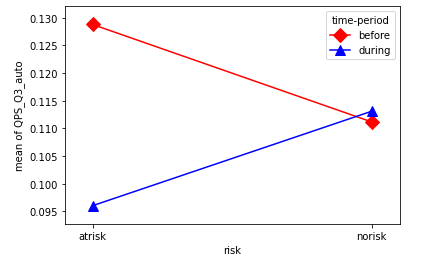 0.130
0.125
0.120
0.115
0.110
0.105
0.100
0.095
mean of QPS_Q3_auto
time-period
before
during
atrisk
norisk
risk